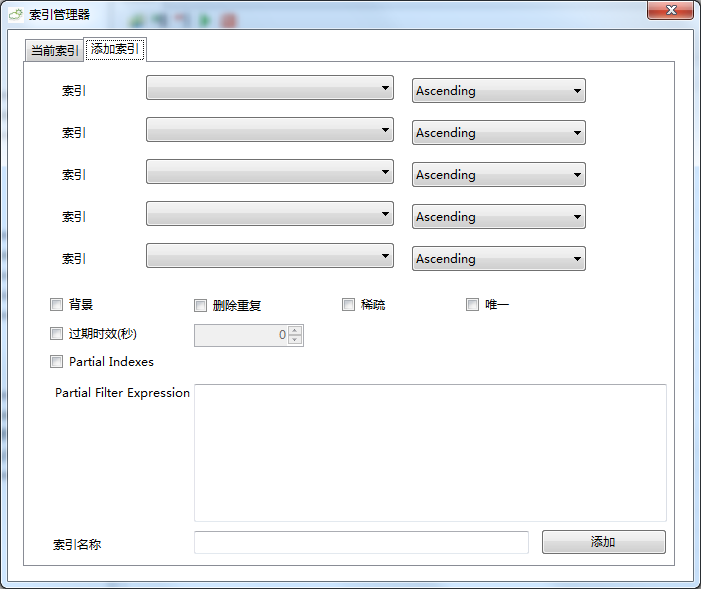 索引管理器
当前索引 添加索引
索引 Ascending
索引 Ascending
索引 Ascending
索引 Ascending
索引 Ascending
背景 删除重复 稀疏 唯一
过期时效(秒) 0
Partial Indexes
Partial Filter Expression
索引名称 添加